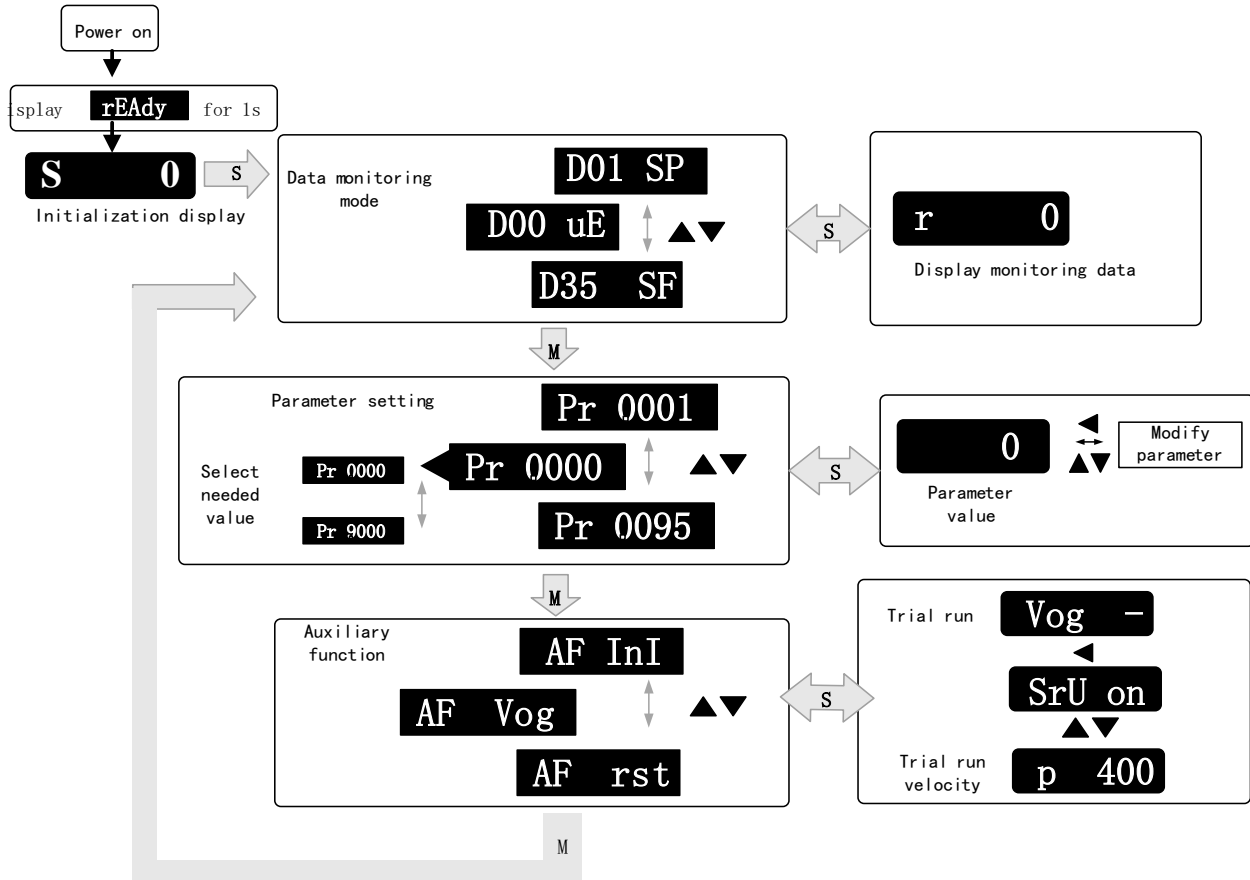 Power on
isplay rEAdy for 1s
S 0
S
Initialization display
Data monitoring
mode
D01 SP
D00 uE
D35 SF
S
r 0
Display monitoring data
M
Parameter setting
Pr 0001
Select
needed
value
Pr 0000
Pr 9000
Pr 0000
Pr 0095
S
0
Modify
parameter
Parameter
value
M
Auxiliary
function
AF InI
AF Vog
AF rst
S
Trial run
Vog -
SrU on
Trial run
velocity
p 400
M